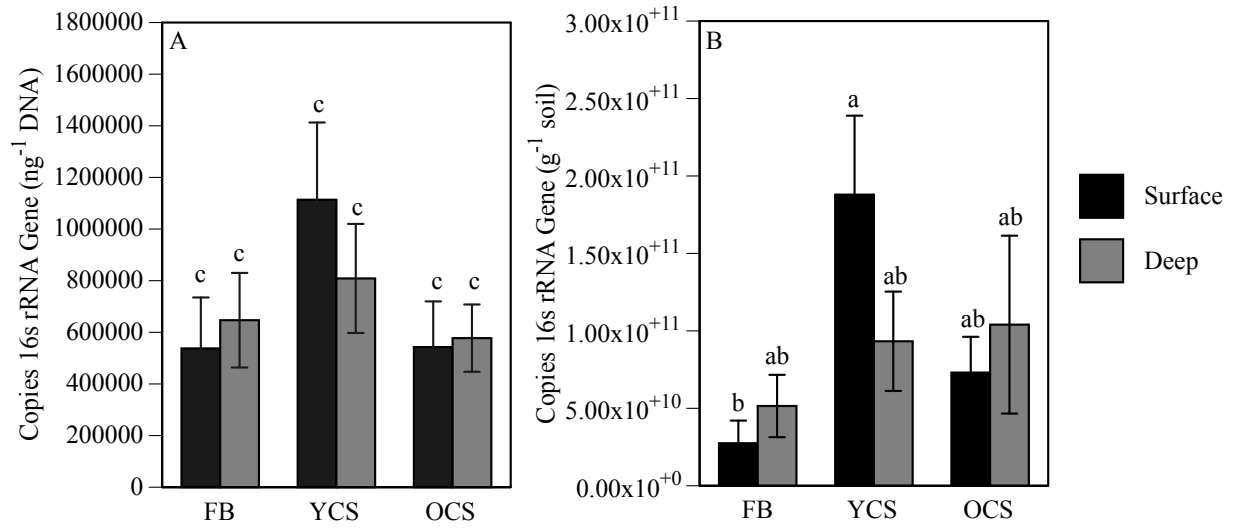 A
Copies 16s rRNA Gene (ng-1 DNA)
1800000
1600000
1400000
1200000
1000000
800000
600000
400000
200000
0
c
c
c
c
c
c
FB
YCS
OCS
B
Copies 16s rRNA Gene (g-1 soil)
3.00x10+11
2.50x10+11
2.00x10+11
1.50x10+11
1.00x10+11
5.00x10+10
0.00x10+0
b
ab
a
ab
ab
ab
FB
YCS
OCS
Surface
Deep